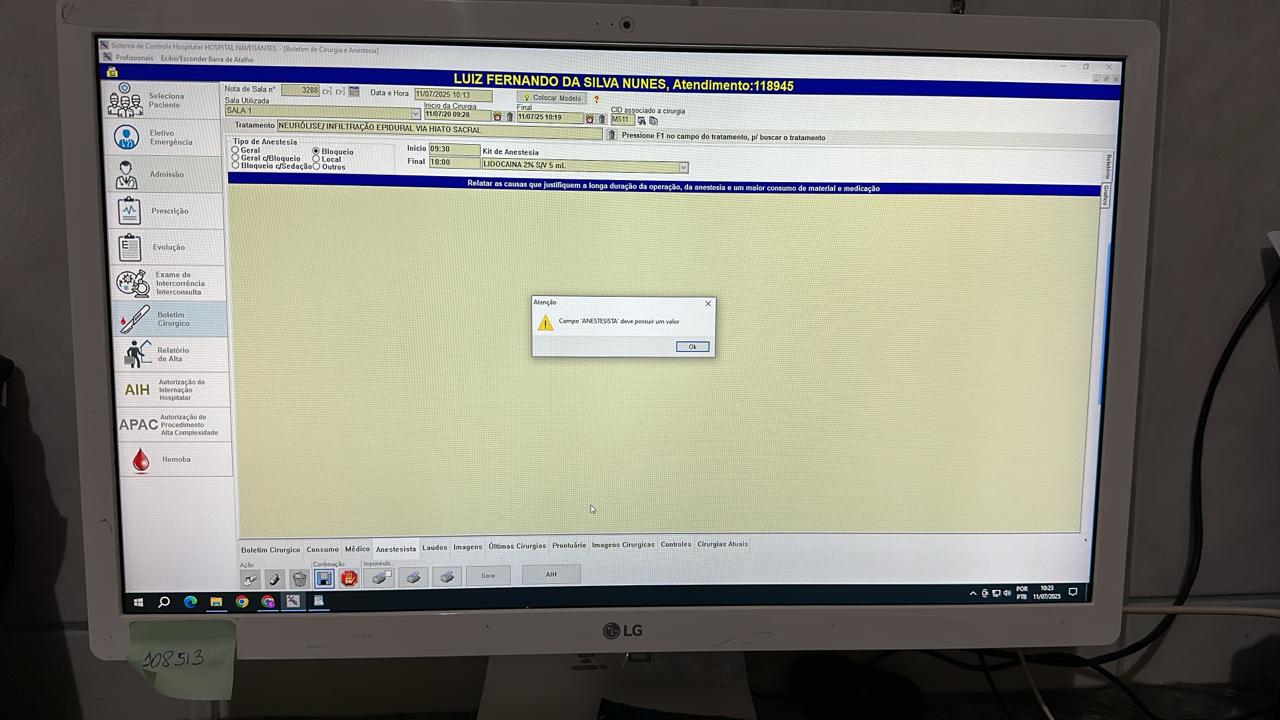 Sistema de Controle Hospitalar HOSPITAL NAVEGANTES. - [Boletim de Cirurgia e Anestesia]
Profissionais Exibir/Esconder Barra de Atalho
LUIZ FERNANDO DA SILVA NUNES, Atendimento:118945
Seleciona
Paciente
Eletivo
Emergência
Admissão
Prescrição
Evolução
Exame de
Intercorrência
Interconsulta
Boletim
Cirurgico
Relatório
de Alta
AIH
Autorização de
Internação
Hospitalar
APAC
Autorização de
Procedimento
Alta Complexidade
Hemoba
Nota de Sala nº 3288
Data e Hora 11/07/2025 10:13
Colocar Modelo ?
Sala Utilizada
SALA 1
Inicio da Cirurgia
11/07/20 09:28
Final
11/07/25 10:19
CID associado a cirurgia
M511
Tratamento NEURÓLISE/ INFILTRAÇÃO EPIDURAL VIA HIATO SACRAL
Pressione F1 no campo do tratamento, p/ buscar o tratamento
Tipo de Anestesia
Geral
Bloqueio
Geral c/Bloqueio
Local
Bloqueio c/Sedação
Outros
Inicio 09:30
Final 10:00
Kit de Anestesia
LIDOCAINA 2% S/V 5 mL
Relatar as causas que justifiquem a longa duração da operação, da anestesia e um maior consumo de material e medicação
Relatório
Gráfico
Atenção
Campo 'ANESTESISTA' deve possuir um valor
Ok
Boletim Cirurgico Consumo Médico Anestesista Laudos Imagens Últimas Cirurgias Prontuário Imagens Cirurgicas Controles Cirurgias Atuais
Ação
Confirmação
Imprimindo...
Gerar
AIH
POR
PTB
10:23
11/07/2025
LG
108513